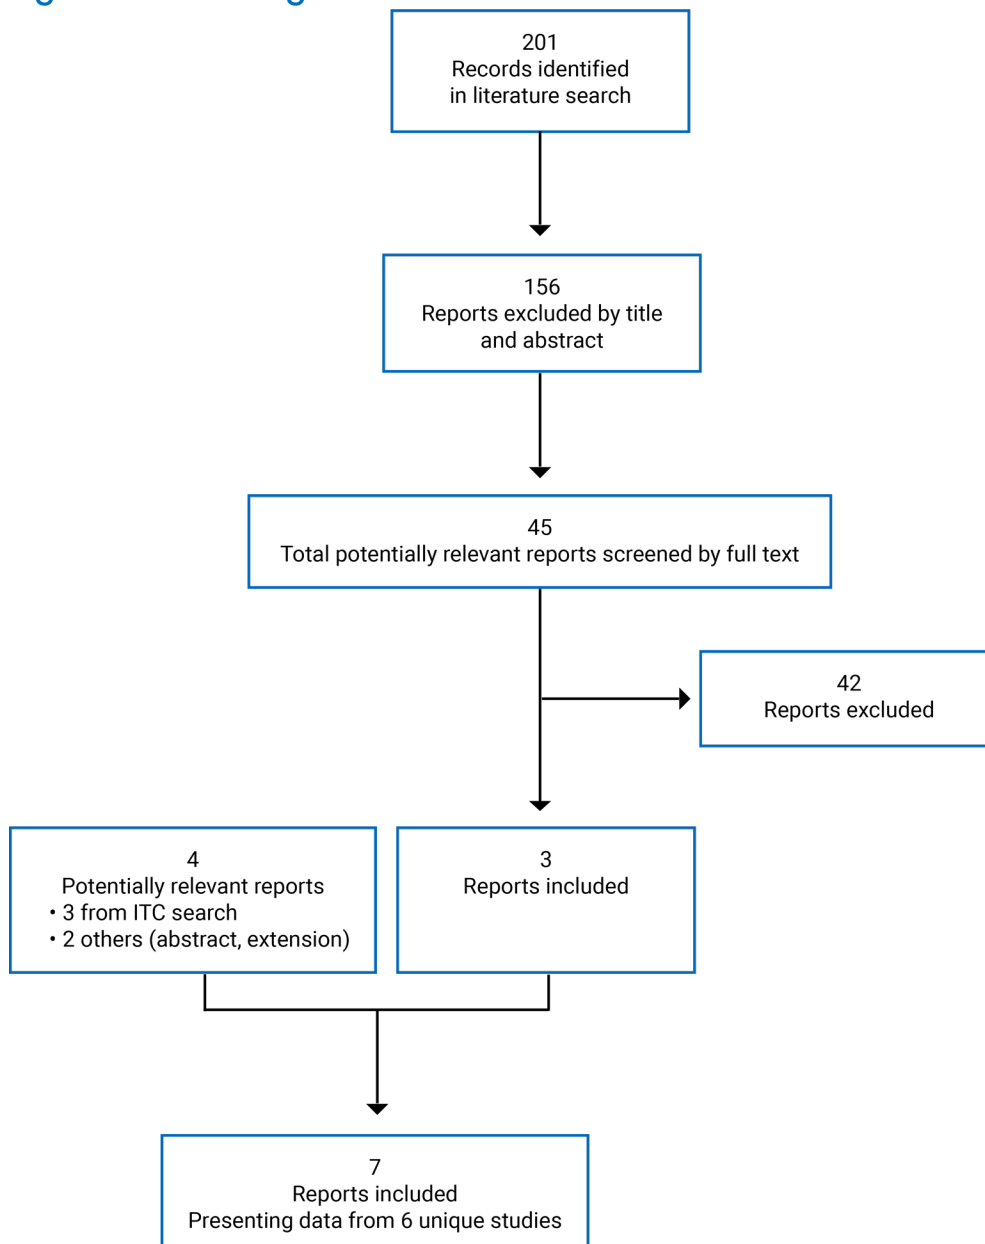 201
Records identified
in literature search
156
Reports excluded by title
and abstract
45
Total potentially relevant reports screened by full text
42
Reports excluded
4
Potentially relevant reports
• 3 from ITC search
• 2 others (abstract, extension)
3
Reports included
7
Reports included
Presenting data from 6 unique studies